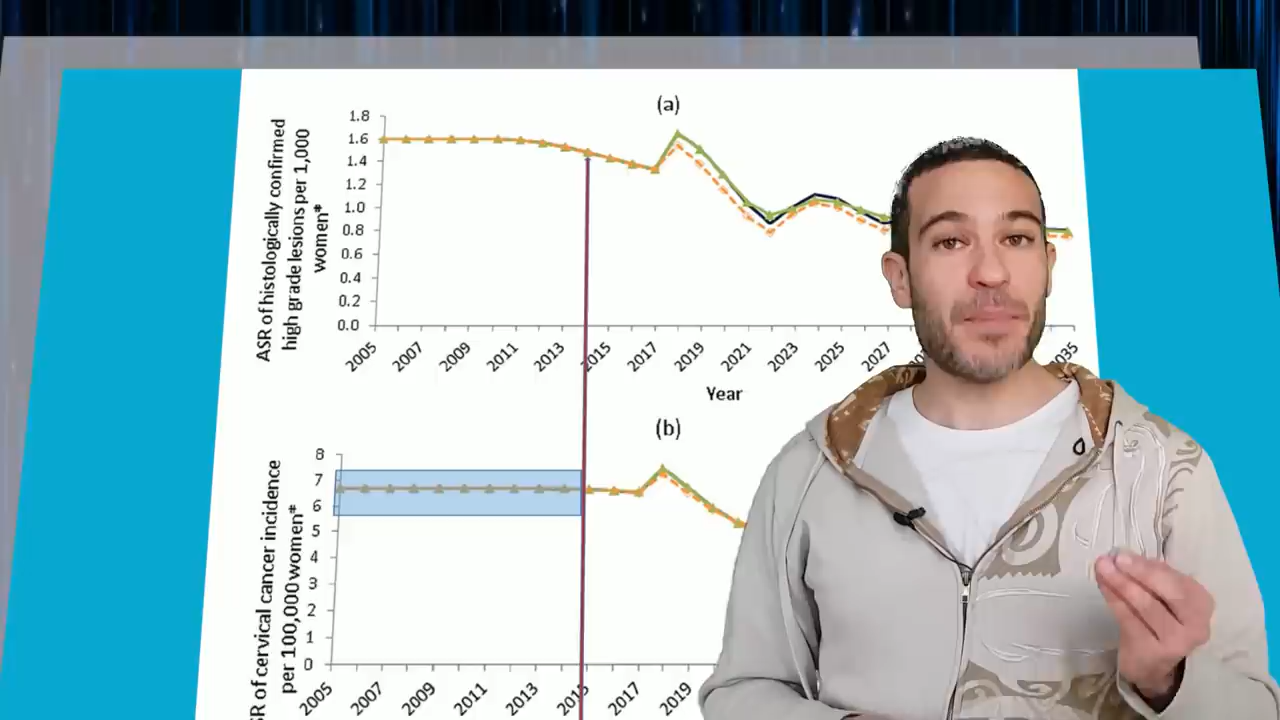 (a)
ASR of histologically confirmed
high grade lesions per 1,000
women#
1.8
1.6
1.4
1.2
1.0
0.8
0.6
0.4
0.2
0.0
2005 2007 2009 2011 2013 2015 2017 2019 2021 2023 2025 2027 2035
Year
(b)
of cervical cancer incidence
per 100,000 women#
8
7
6
5
4
3
2
1
0
2005 2007 2009 2011 2013 2015 2017 2019